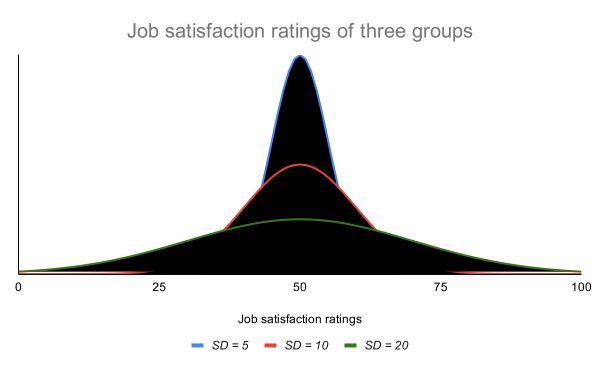 Job satisfaction ratings of three groups
0 25 50 75 100
Job satisfaction ratings
SD = 5 SD = 10 SD = 20